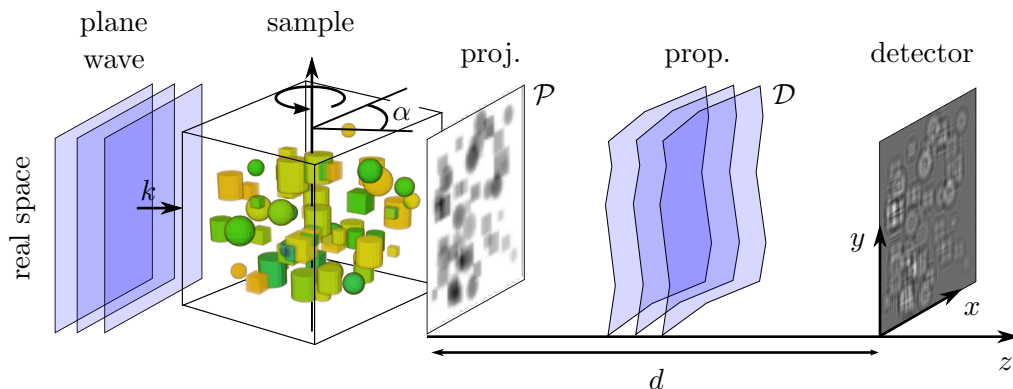 plane
wave
sample
proj.
prop.
detector
𝒫
𝒟
α
k
real space
y
x
z
d